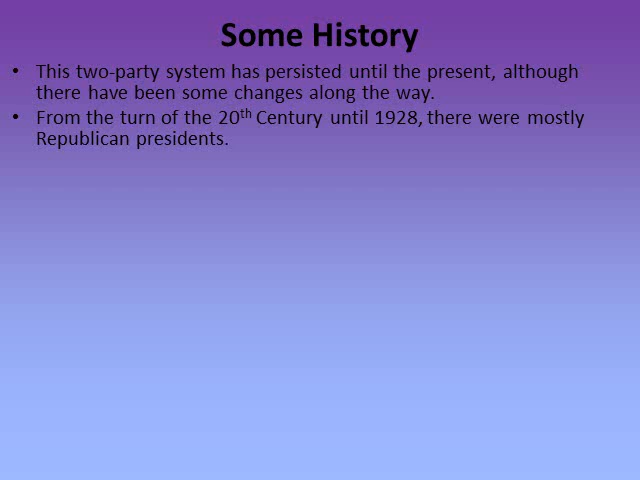 Some History
• This two-party system has persisted until the present, although
there have been some changes along the way.
• From the turn of the 20th Century until 1928, there were mostly
Republican presidents.